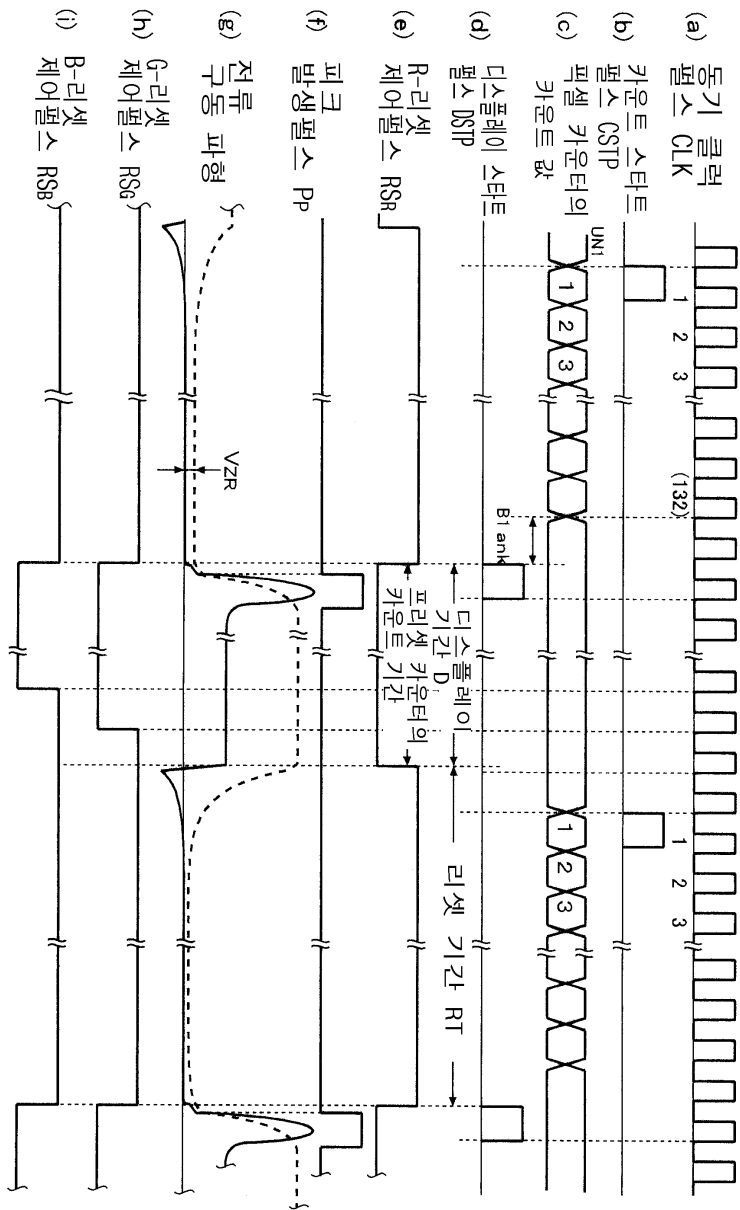 (a) 동기 클럭
펄스 CLK
1 2 3 (132) 1 2 3
(b) 카운트 스타트
펄스 CSTP
(c) 픽셀 카운터의
카운트 값
UN1 1 2 3 1 2 3
B1ank
(d) 디스플레이 스타트
펄스 DSTP
디스플레이
기간 D
리셋 기간 RT
프리셋 카운터의
카운트 기간
(e) R-리셋
제어펄스 RSR
(f) 피크
발생펄스 PP
(g) 전류
구동 파형
VZR
(h) G-리셋
제어펄스 RSG
(i) B-리셋
제어펄스 RSB